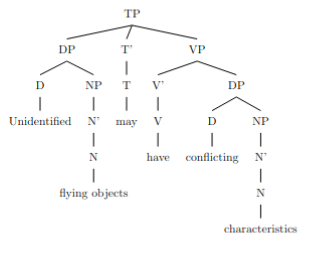 TP
DP T' VP
D NP T V' DP
Unidentified N' may V D NP
N have conflicting N'
flying objects N
characteristics